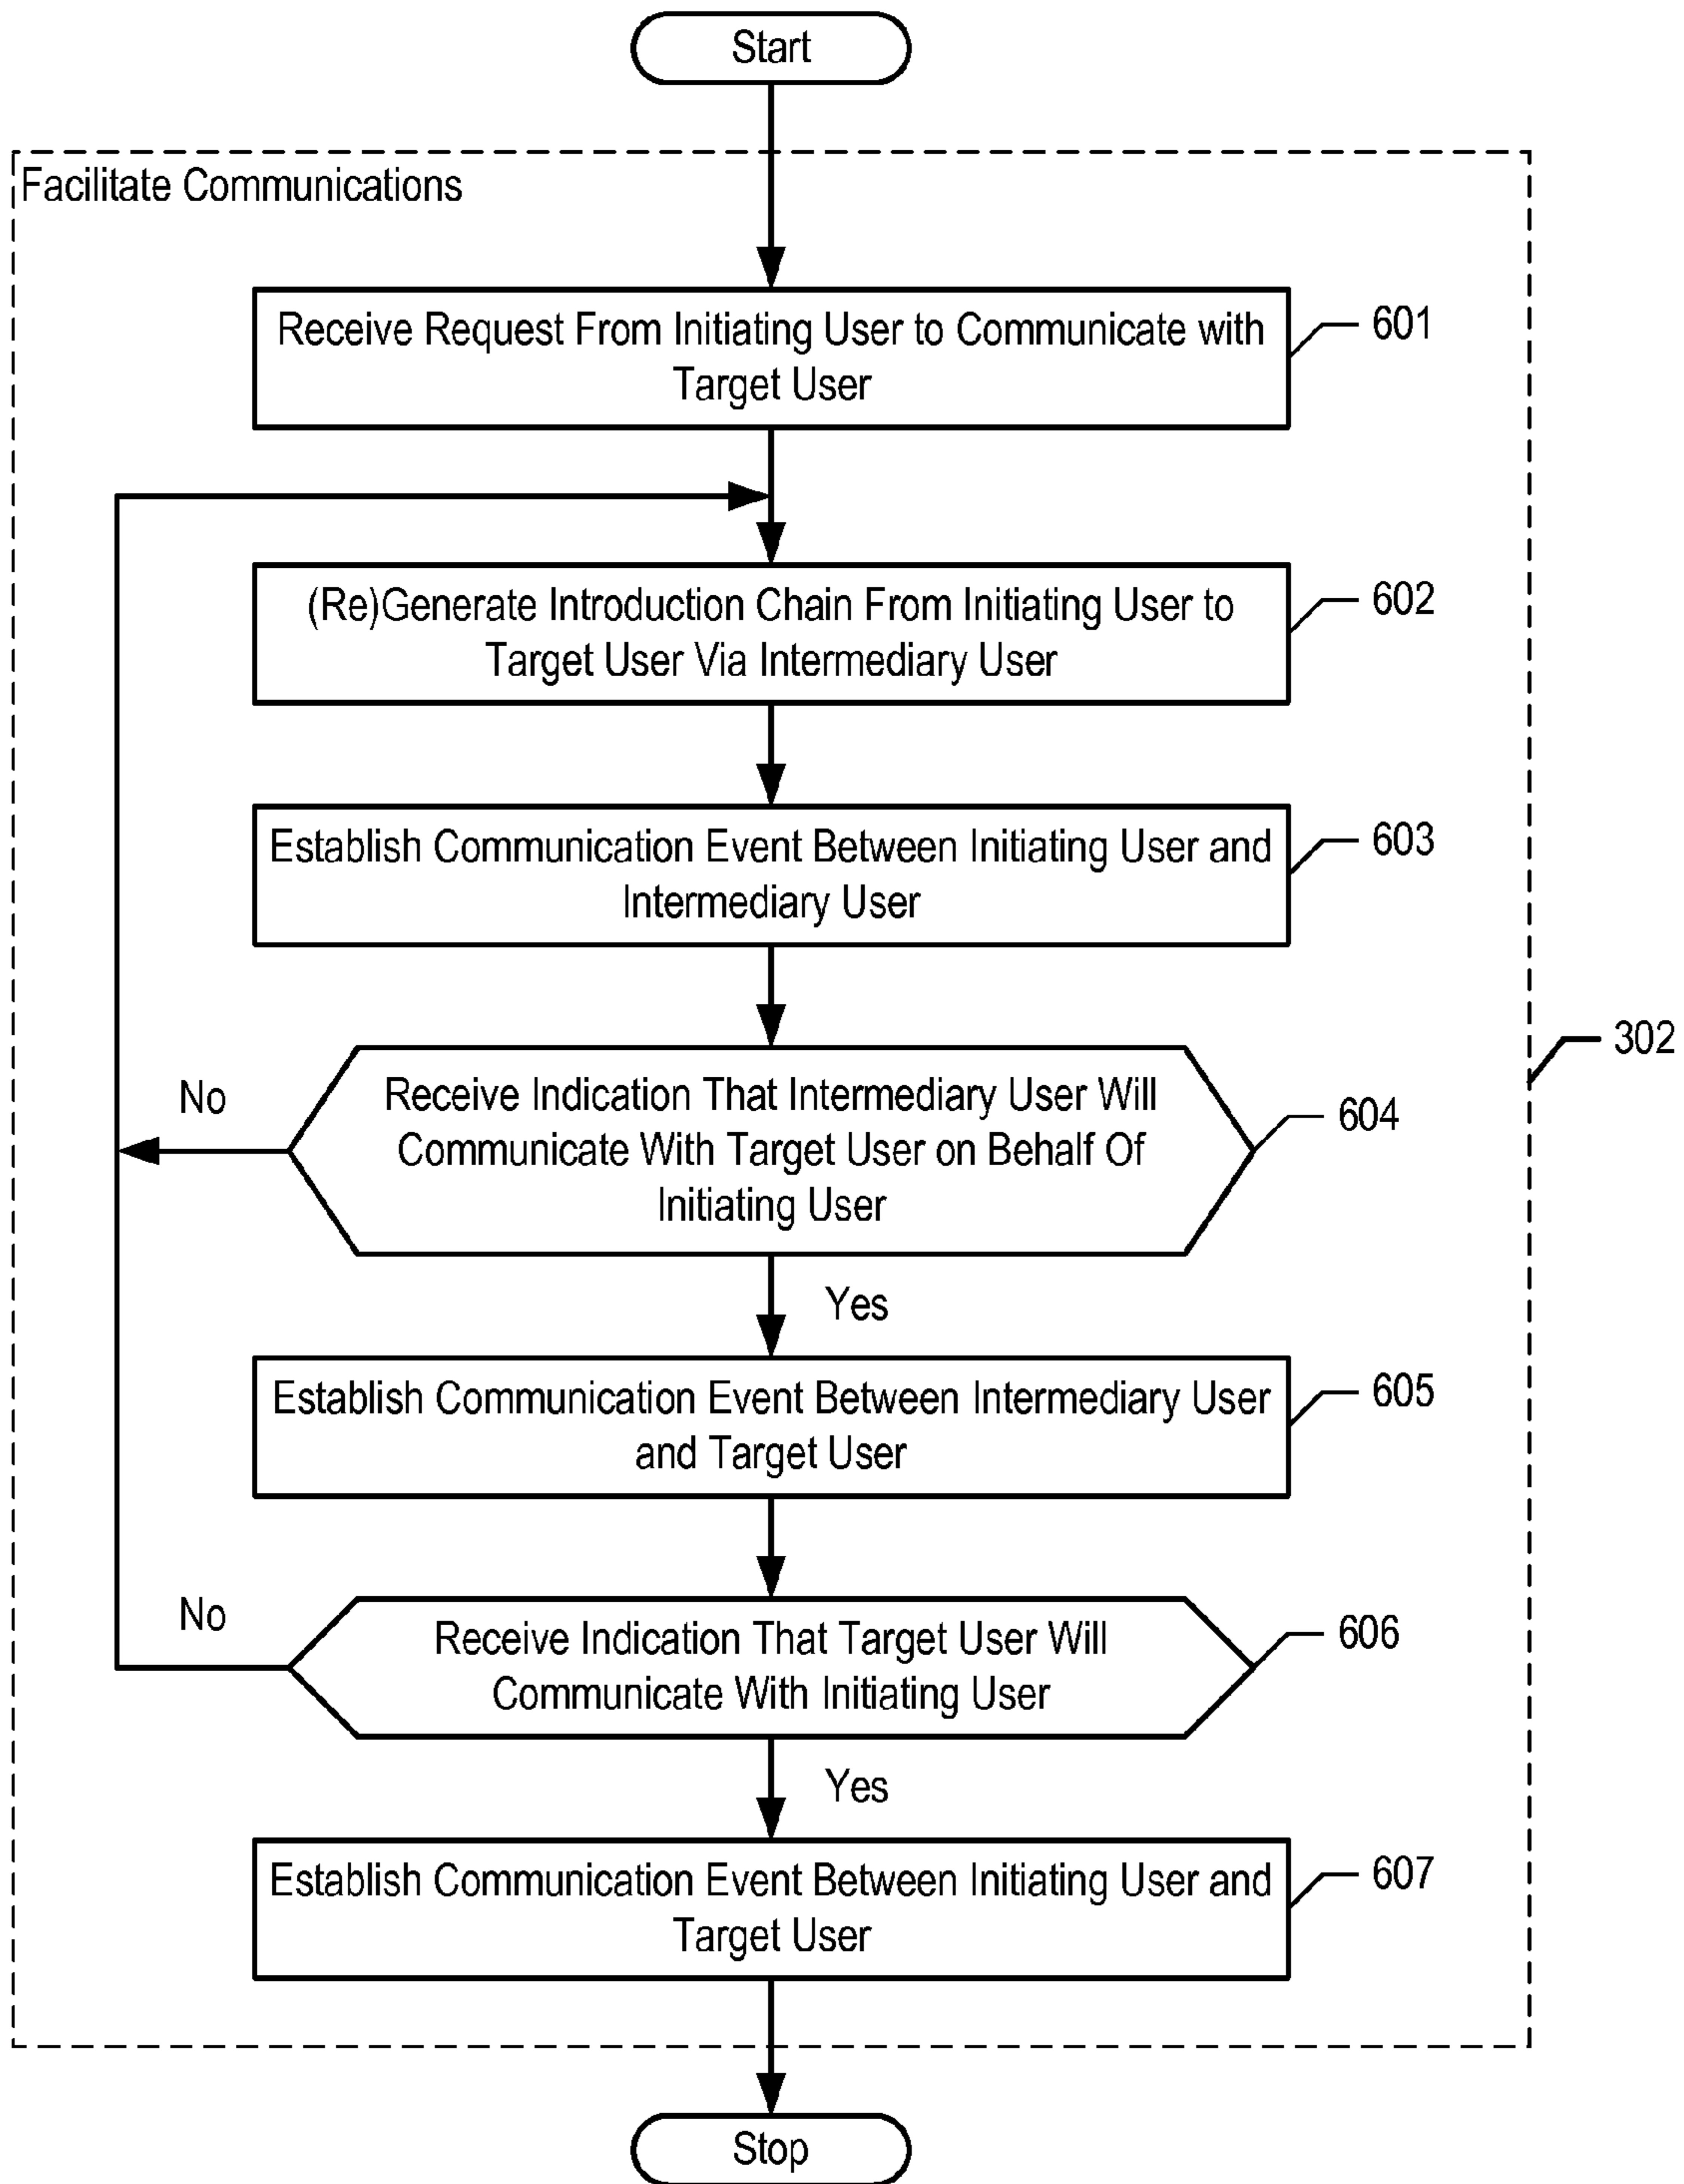 Start
Facilitate Communications
Receive Request From Initiating User to Communicate with
Target User
601
(Re)Generate Introduction Chain From Initiating User to
Target User Via Intermediary User
602
Establish Communication Event Between Initiating User and
Intermediary User
603
302
No
Receive Indication That Intermediary User Will
Communicate With Target User on Behalf Of
Initiating User
604
Yes
Establish Communication Event Between Intermediary User
and Target User
605
No
Receive Indication That Target User Will
Communicate With Initiating User
606
Yes
Establish Communication Event Between Initiating User and
Target User
607
Stop